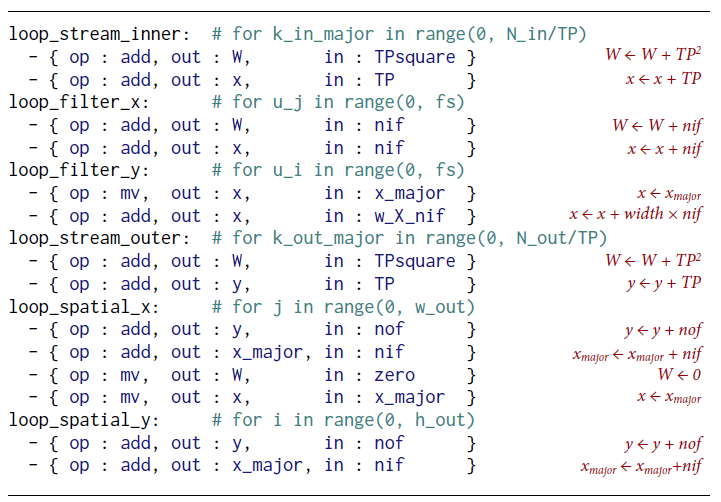 loop_stream_inner: # for k_in_major in range(0, N_in/TP)
- { op : add, out : W, in : TPsquare } W ← W + TP²
- { op : add, out : x, in : TP } x ← x + TP
loop_filter_x: # for u_j in range(0, fs)
- { op : add, out : W, in : nif } W ← W + nif
- { op : add, out : x, in : nif } x ← x + nif
loop_filter_y: # for u_i in range(0, fs)
- { op : mv, out : x, in : x_major } x ← x_major
- { op : add, out : x, in : w_X_nif } x ← x + width × nif
loop_stream_outer: # for k_out_major in range(0, N_out/TP)
- { op : add, out : W, in : TPsquare } W ← W + TP²
- { op : add, out : y, in : TP } y ← y + TP
loop_spatial_x: # for j in range(0, w_out)
- { op : add, out : y, in : nof } y ← y + nof
- { op : add, out : x_major, in : nif } x_major ← x_major + nif
- { op : mv, out : W, in : zero } W ← 0
- { op : mv, out : x, in : x_major } x ← x_major
loop_spatial_y: # for i in range(0, h_out)
- { op : add, out : y, in : nof } y ← y + nof
- { op : add, out : x_major, in : nif } x_major ← x_major+nif